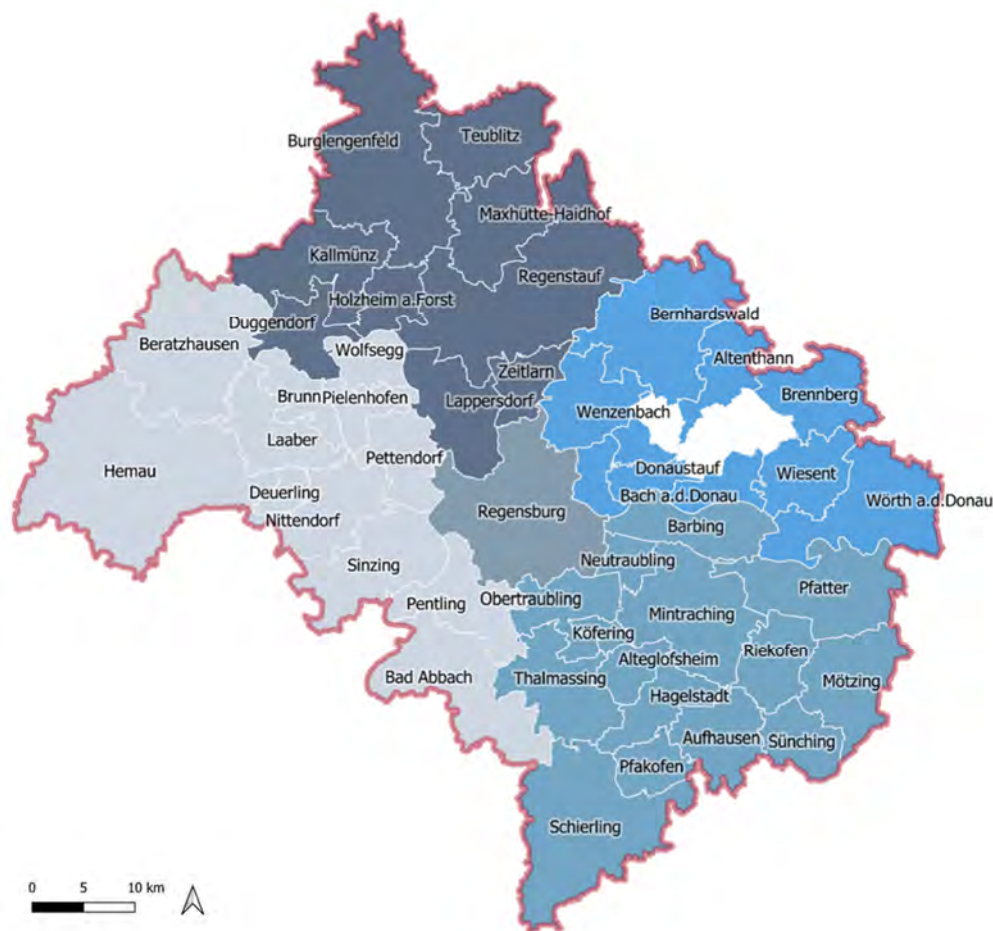 Burglengenfeld
Teublitz
Maxhütte-Haidhof
Kallmünz
Regenstauf
Holzheim a.Forst
Bernhardswald
Duggendorf
Beratzhausen
Wolfsegg
Altenthann
Zeitlarn
Brennberg
Brunn
Pielenhofen
Lappersdorf
Wenzenbach
Laaber
Pettendorf
Hemau
Donaustauf
Wiesent
Deuerling
Bach a.d.Donau
Wörth a.d.Donau
Regensburg
Nittendorf
Barbing
Sinzing
Neutraubling
Pfatter
Pentling
Obertraubling
Mintraching
Köfering
Riekofen
Alteglofsheim
Bad Abbach
Thalmassing
Mötzing
Hagelstadt
Aufhausen
Sünching
Pfakofen
Schierling
0 5 10 km